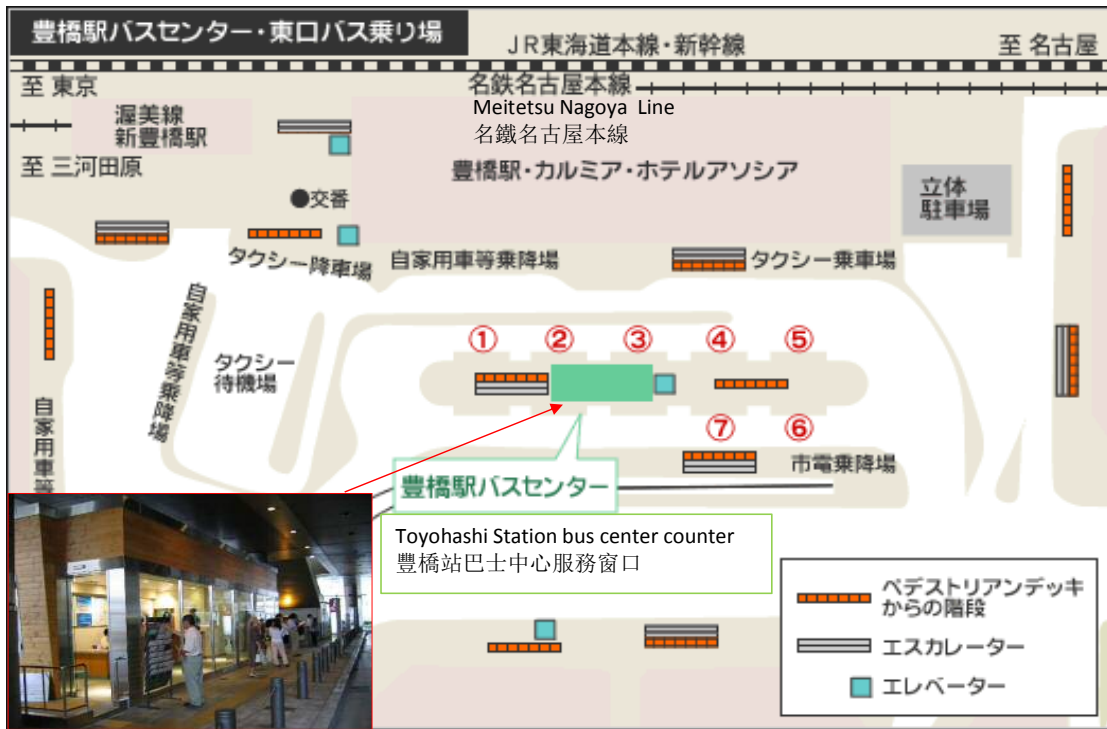 豊橋駅バスセンター・東口バス乗り場
JR東海道本線・新幹線
至 名古屋
至 東京
名鉄名古屋本線
Meitetsu Nagoya Line
名鐵名古屋本線
渥美線
新豊橋駅
至 三河田原
豊橋駅・カルミア・ホテルアソシア
立体
駐車場
●交番
タクシー降車場
自家用車等乗降場
タクシー乗車場
自家用車等乗降場
タクシー
待機場
①
②
③
④
⑤
⑦
⑥
市電乗降場
自家用車等
豊橋駅バスセンター
Toyohashi Station bus center counter
豐橋站巴士中心服務窗口
ペデストリアンデッキ
からの階段
エスカレーター
エレベーター